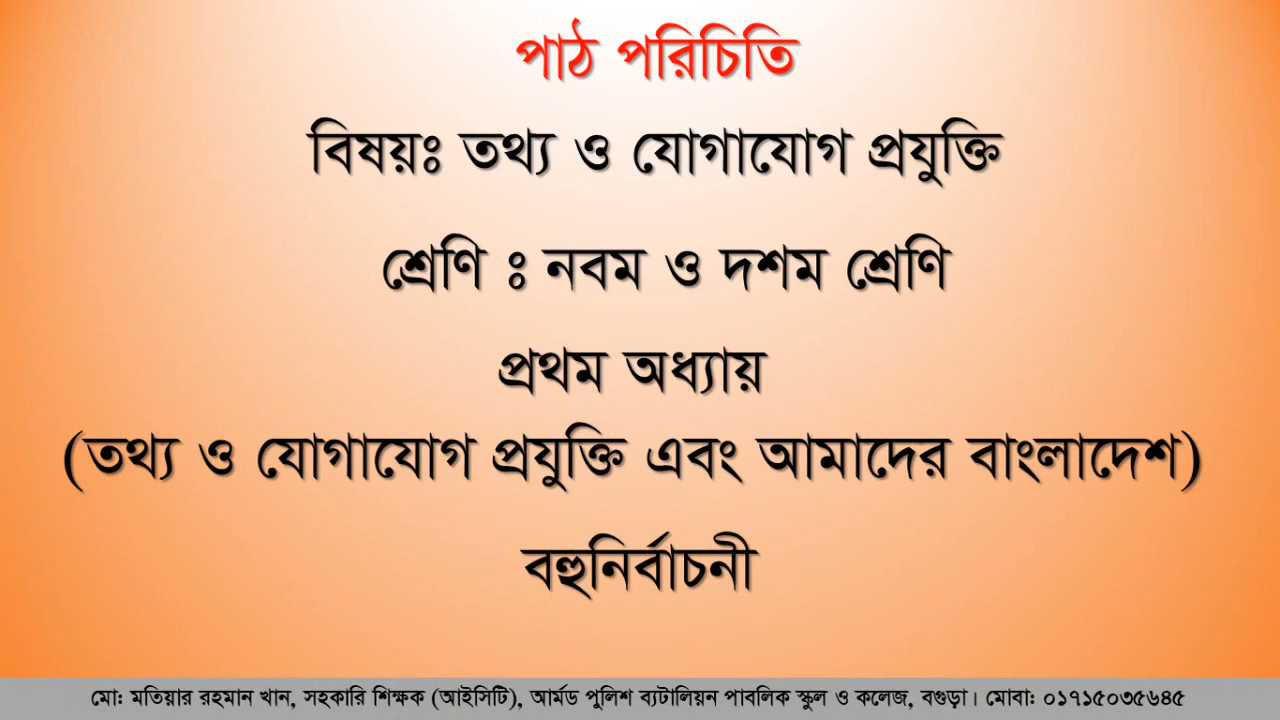 পাঠ পরিচিতি
বিষয়ঃ তথ্য ও যোগাযোগ প্রযুক্তি
শ্রেণি ঃ নবম ও দশম শ্রেণি
প্রথম অধ্যায়
(তথ্য ও যোগাযোগ প্রযুক্তি এবং আমাদের বাংলাদেশ)
বহুনির্বাচনী
মো: মতিয়ার রহমান খান, সহকারি শিক্ষক (আইসিটি), আর্মড পুলিশ ব্যটালিয়ন পাবলিক স্কুল ও কলেজ, বগুড়া। মোবা: ০১৭১৫০৩৫৬৪৫